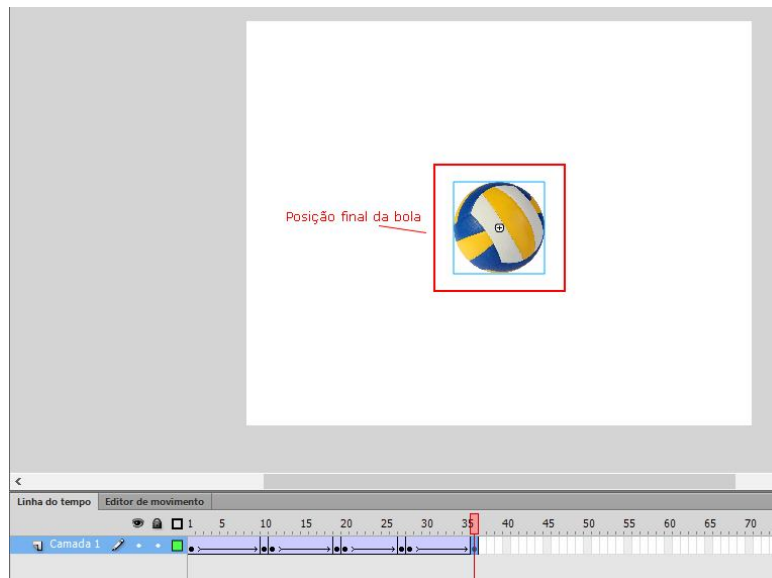 Posição final da bola
Linha do tempo Editor de movimento
1 5 10 15 20 25 30 35 40 45 50 55 60 65 70
Camada 1